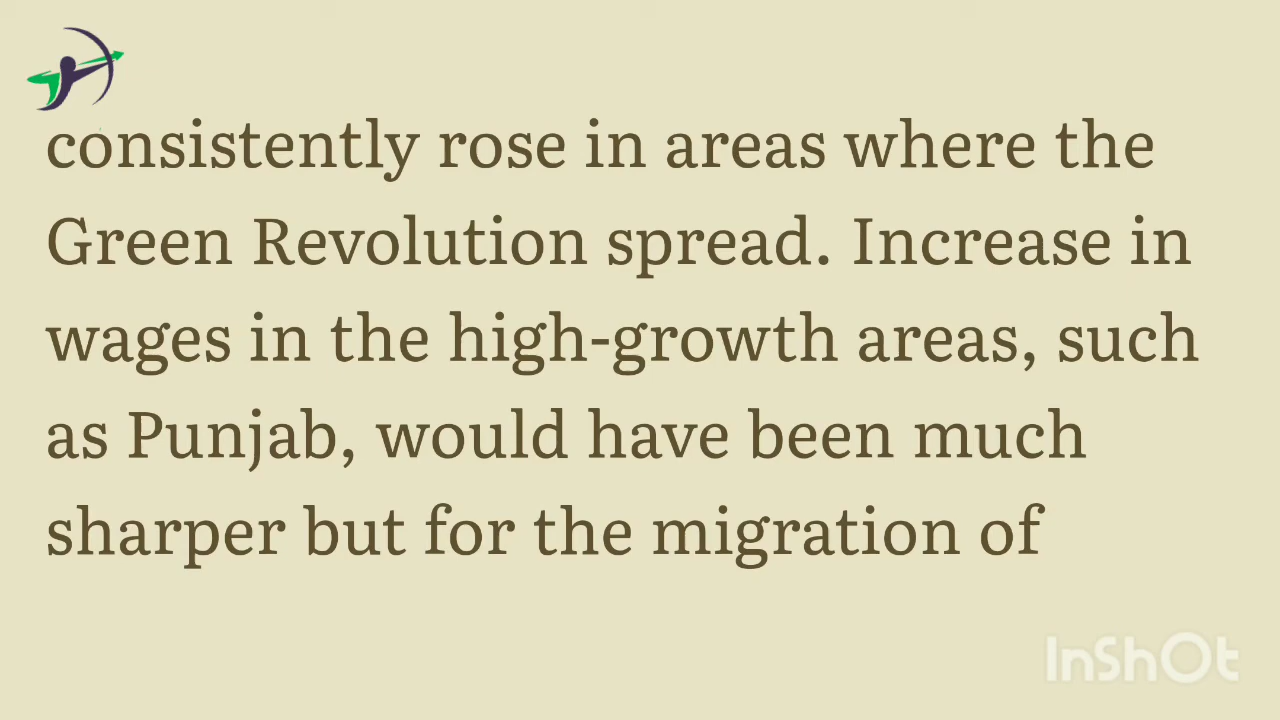 consistently rose in areas where the
Green Revolution spread. Increase in
wages in the high-growth areas, such
as Punjab, would have been much
sharper but for the migration of
InShOt